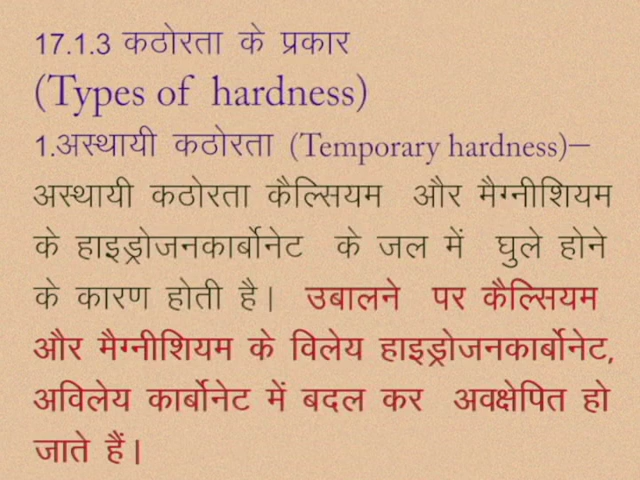 17.1.3 कठोरता के प्रकार
(Types of hardness)
1.अस्थायी कठोरता (Temporary hardness)–
अस्थायी कठोरता कैल्सियम और मैग्नीशियम
के हाइड्रोजनकार्बोनेट के जल में घुले होने
के कारण होती है। उबालने पर कैल्सियम
और मैग्नीशियम के विलेय हाइड्रोजनकार्बोनेट,
अविलेय कार्बोनेट में बदल कर अवक्षेपित हो
जाते हैं।